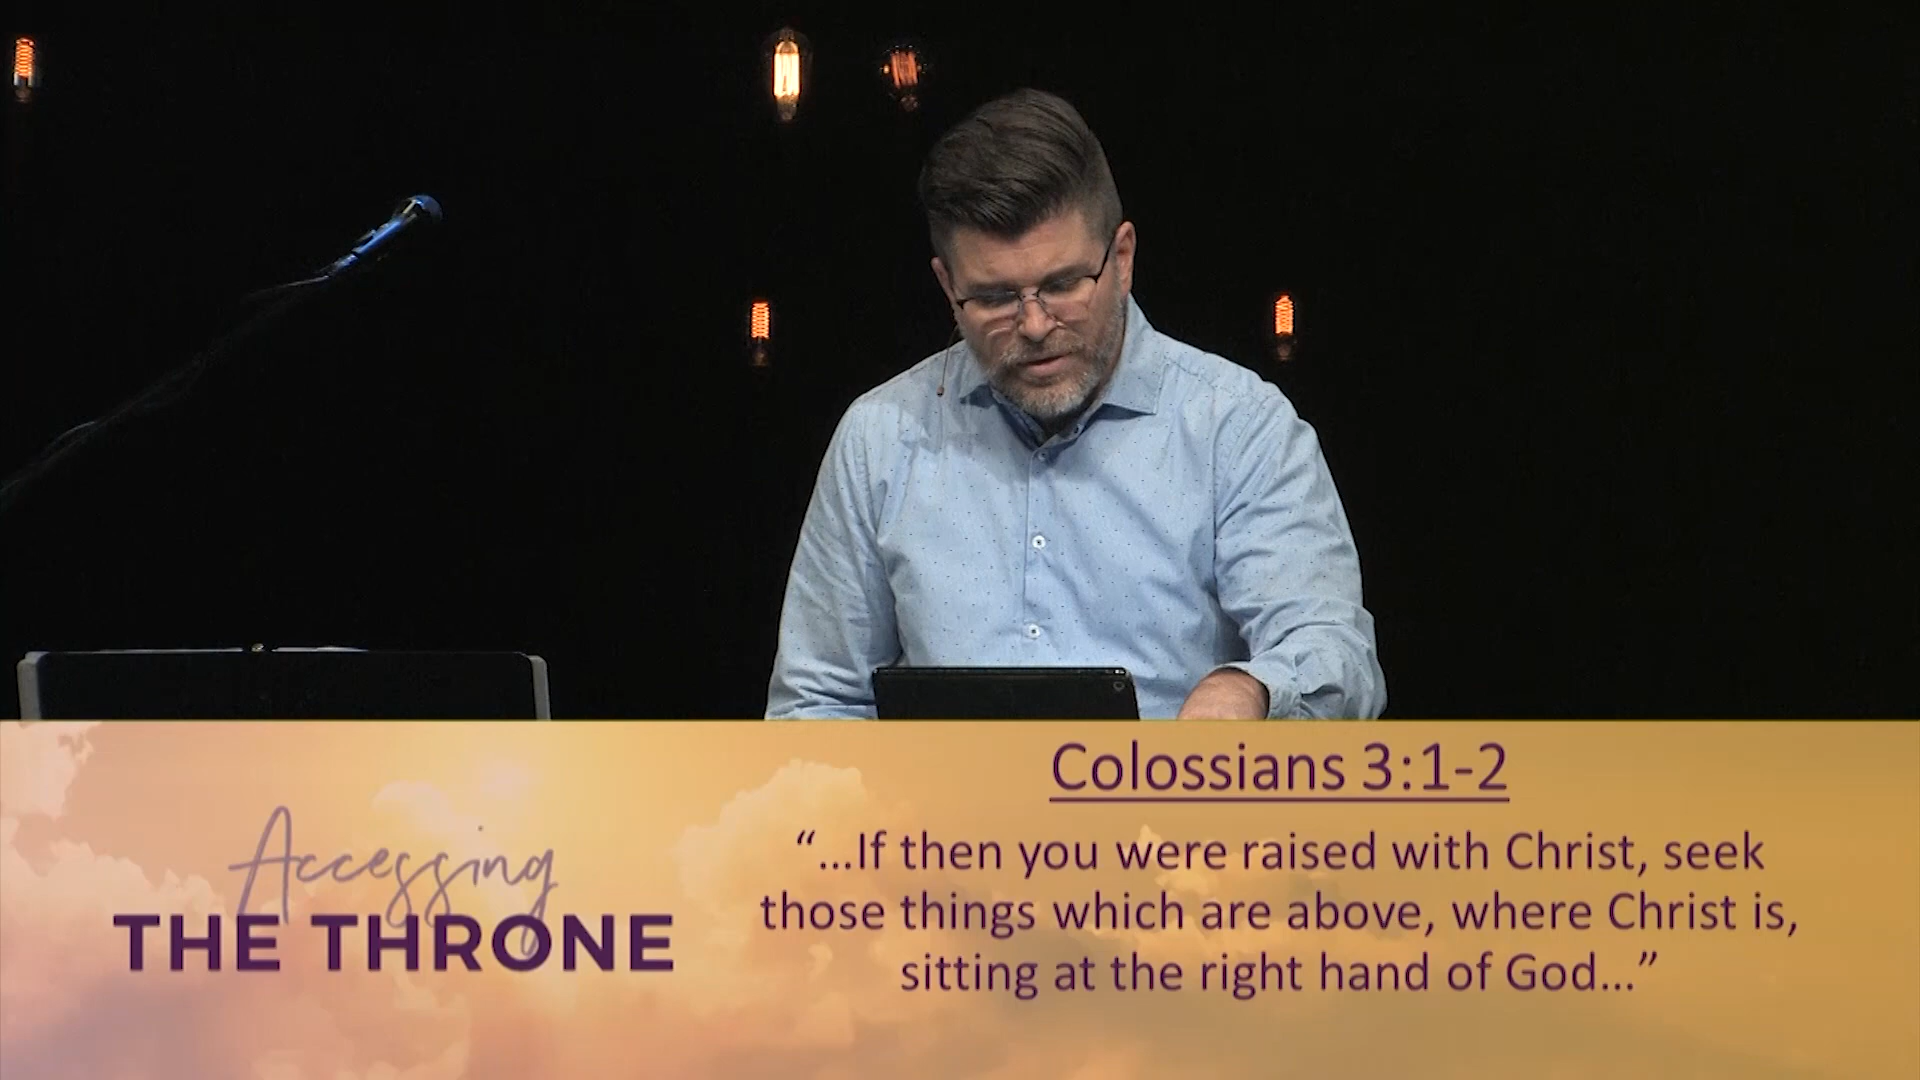 Accessing
THE THRONE
Colossians 3:1-2
“...If then you were raised with Christ, seek
those things which are above, where Christ is,
sitting at the right hand of God...”